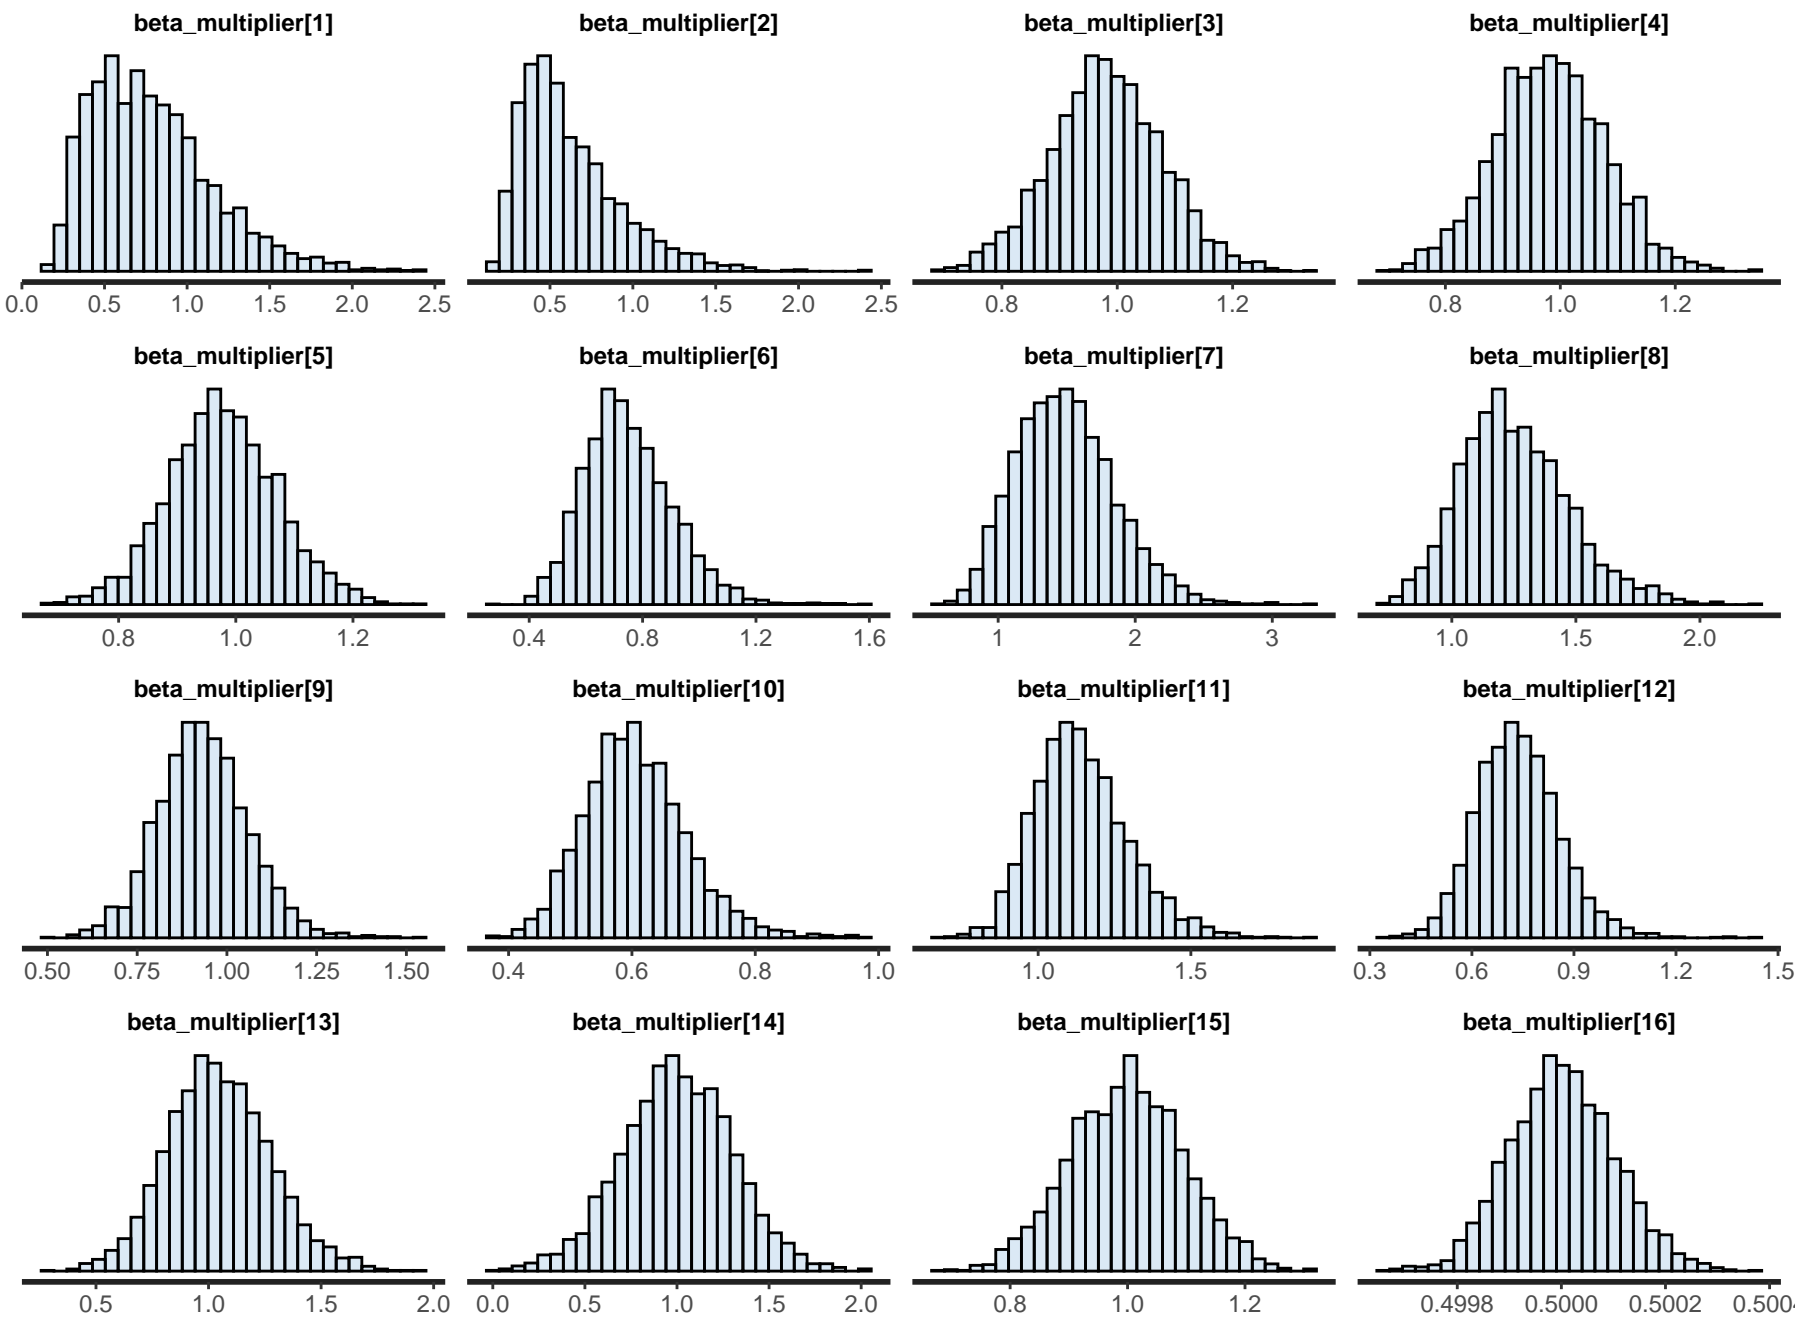 beta_multiplier[1] beta_multiplier[2] beta_multiplier[3] beta_multiplier[4]
0.0 0.5 1.0 1.5 2.0 2.5 0.5 1.0 1.5 2.0 2.5 0.8 1.0 1.2 0.8 1.0 1.2
beta_multiplier[5] beta_multiplier[6] beta_multiplier[7] beta_multiplier[8]
0.8 1.0 1.2 0.4 0.8 1.2 1.6 1 2 3 1.0 1.5 2.0
beta_multiplier[9] beta_multiplier[10] beta_multiplier[11] beta_multiplier[12]
0.50 0.75 1.00 1.25 1.50 0.4 0.6 0.8 1.0 1.0 1.5 0.3 0.6 0.9 1.2 1.5
beta_multiplier[13] beta_multiplier[14] beta_multiplier[15] beta_multiplier[16]
0.5 1.0 1.5 2.0 0.0 0.5 1.0 1.5 2.0 0.8 1.0 1.2 0.4998 0.5000 0.5002